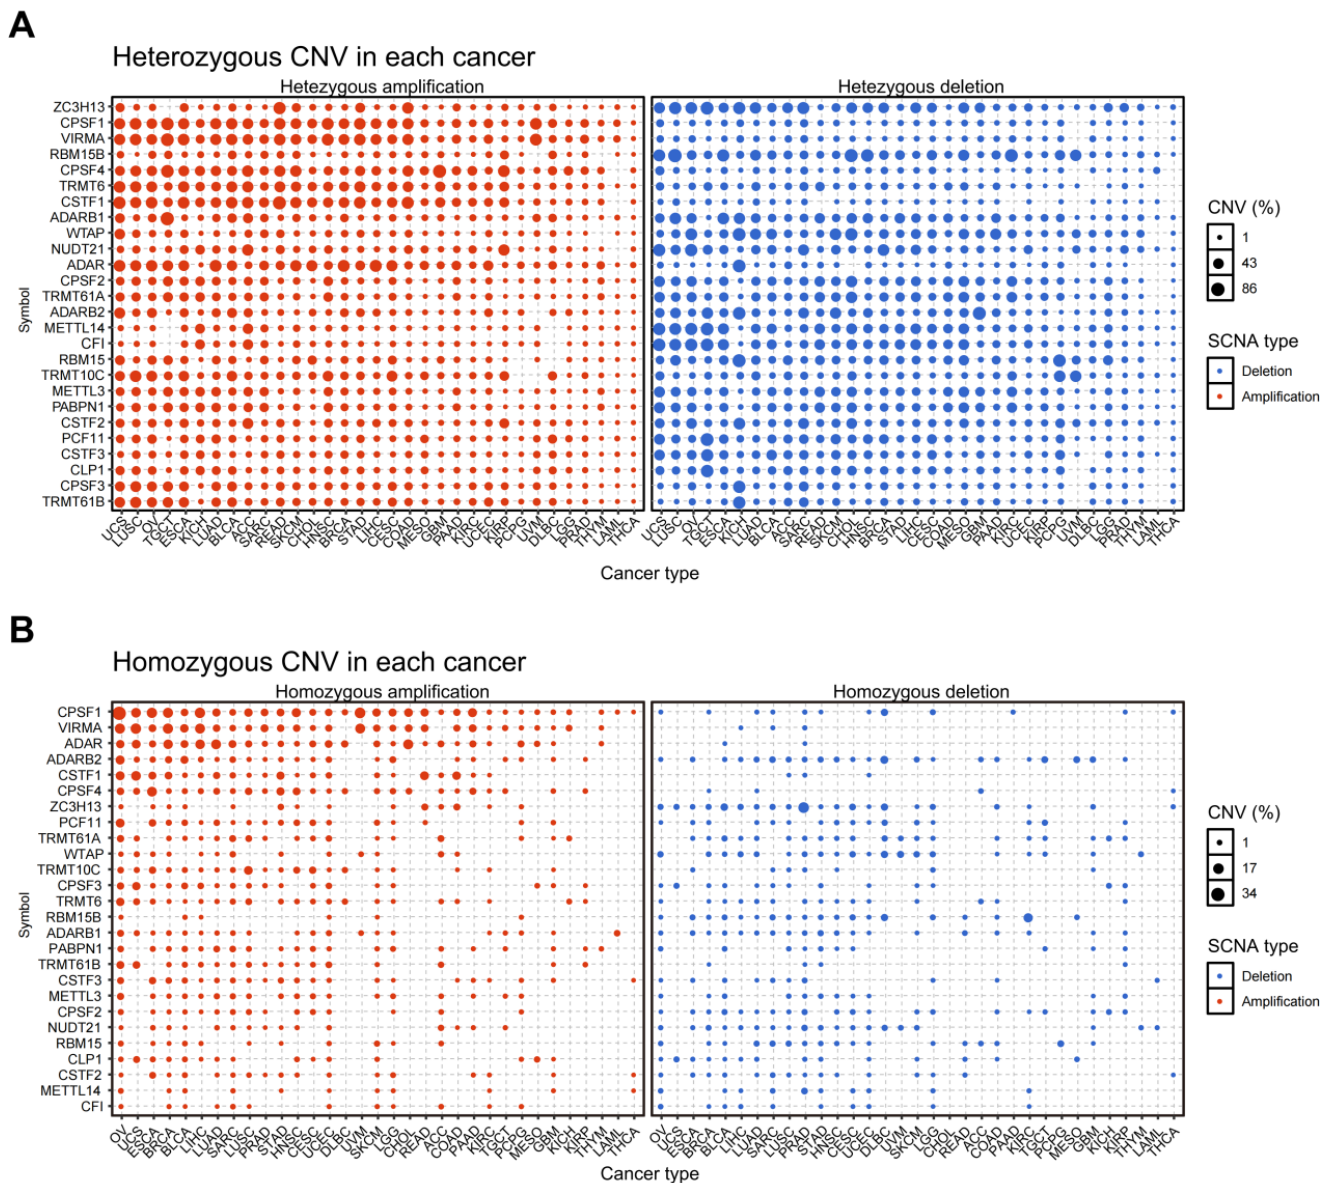 A
Heterozygous CNV in each cancer
Hetezygous amplification
Hetezygous deletion
ZC3H13
CPSF1
VIRMA
RBM15B
CPSF4
TRMT6
CSTF1
ADARB1
WTAP
NUDT21
ADAR
CPSF2
TRMT61A
ADARB2
METTL14
CFI
RBM15
TRMT10C
METTL3
PABPN1
CSTF2
PCF11
CSTF3
CLP1
CPSF3
TRMT61B
Symbol
UCS LUSC OV TGCT ESCA KICH LUAD BLCA ACC SARC READ SKCM CHOL HNSC BRCA STAD LIHC CESC COAD MESO GBM PAAD KIRC UCEC KIRP PCPG UVM DLBC LGG PRAD THYM LAML THCA
UCS LUSC OV TGCT ESCA KICH LUAD BLCA ACC SARC READ SKCM CHOL HNSC BRCA STAD LIHC CESC COAD MESO GBM PAAD KIRC UCEC KIRP PCPG UVM DLBC LGG PRAD THYM LAML THCA
Cancer type
CNV (%)
1
43
86
SCNA type
Deletion
Amplification
B
Homozygous CNV in each cancer
Homozygous amplification
Homozygous deletion
CPSF1
VIRMA
ADAR
ADARB2
CSTF1
CPSF4
ZC3H13
PCF11
TRMT61A
WTAP
TRMT10C
CPSF3
TRMT6
RBM15B
ADARB1
PABPN1
TRMT61B
CSTF3
METTL3
CPSF2
NUDT21
RBM15
CLP1
CSTF2
METTL14
CFI
Symbol
OV UCS ESCA BRCA BLCA LIHC LUAD SARC LUSC PRAD STAD HNSC CESC UCEC DLBC UVM SKCM LGG CHOL READ ACC COAD PAAD KIRC TGCT PCPG MESO GBM KICH KIRP THYM LAML THCA
OV UCS ESCA BRCA BLCA LIHC LUAD SARC LUSC PRAD STAD HNSC CESC UCEC DLBC UVM SKCM LGG CHOL READ ACC COAD PAAD KIRC TGCT PCPG MESO GBM KICH KIRP THYM LAML THCA
Cancer type
CNV (%)
1
17
34
SCNA type
Deletion
Amplification